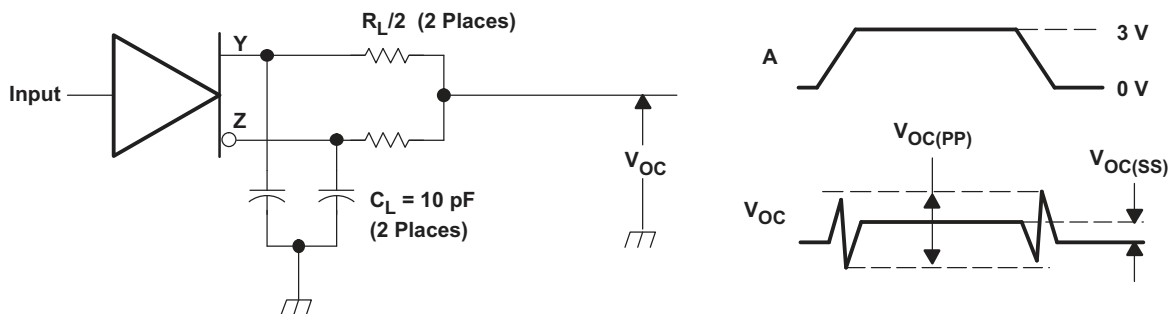 R_L/2 (2 Places)
Y
Input
Z
V_OC
C_L = 10 pF
(2 Places)
A
3 V
0 V
V_OC(PP)
V_OC(SS)
V_OC